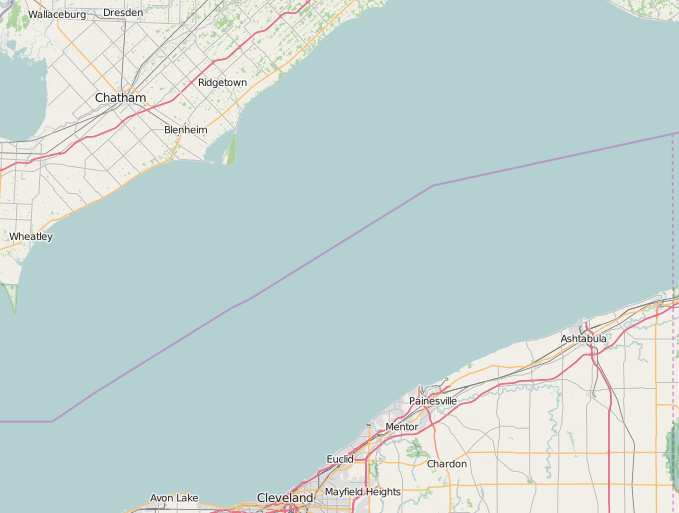 Dresden
Wallaceburg
Ridgetown
Chatham
Blenheim
Wheatley
Ashtabula
Painesville
Mentor
Euclid
Chardon
Mayfield Heights
Avon Lake
Cleveland